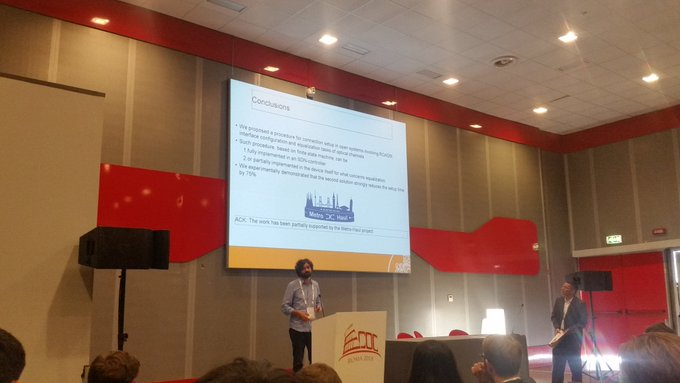 Conclusions
• We proposed a procedure for connection setup in open systems involving ROADM
interface configuration and equalization tasks of optical channels
• Such procedure, based on finite state machine, can be
1.fully implemented in an SDN controller
2.or partially implemented in the device itself for what concerns equalization
• We experimentally demonstrated that the second solution strongly reduces the setup time
by 75%
Metro Haul
ACK: The work has been partially supported by the Metro-Haul project
ECOC
ROMA 2018